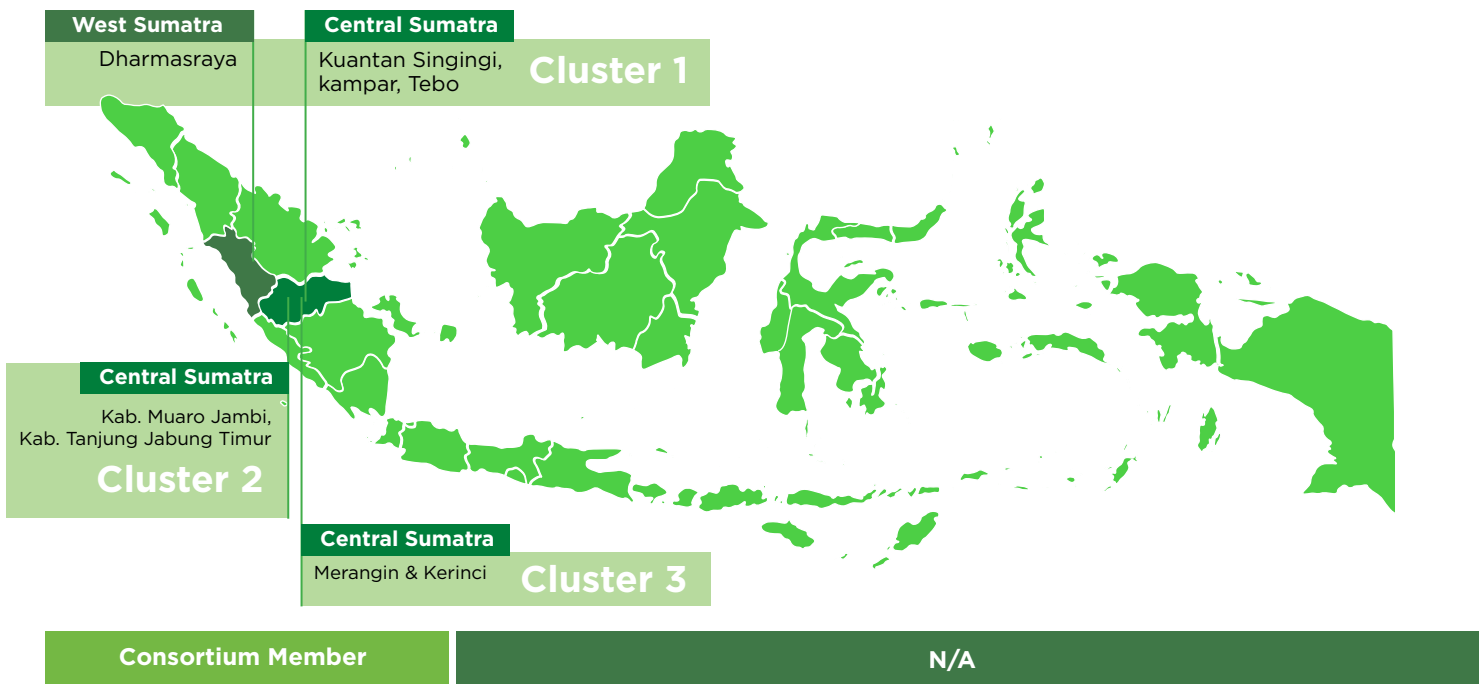 West Sumatra
Dharmasraya
Central Sumatra
Kuantan Singingi,
kampar, Tebo
Cluster 1
Central Sumatra
Kab. Muaro Jambi,
Kab. Tanjung Jabung Timur
Cluster 2
Central Sumatra
Merangin & Kerinci
Cluster 3
Consortium Member
N/A